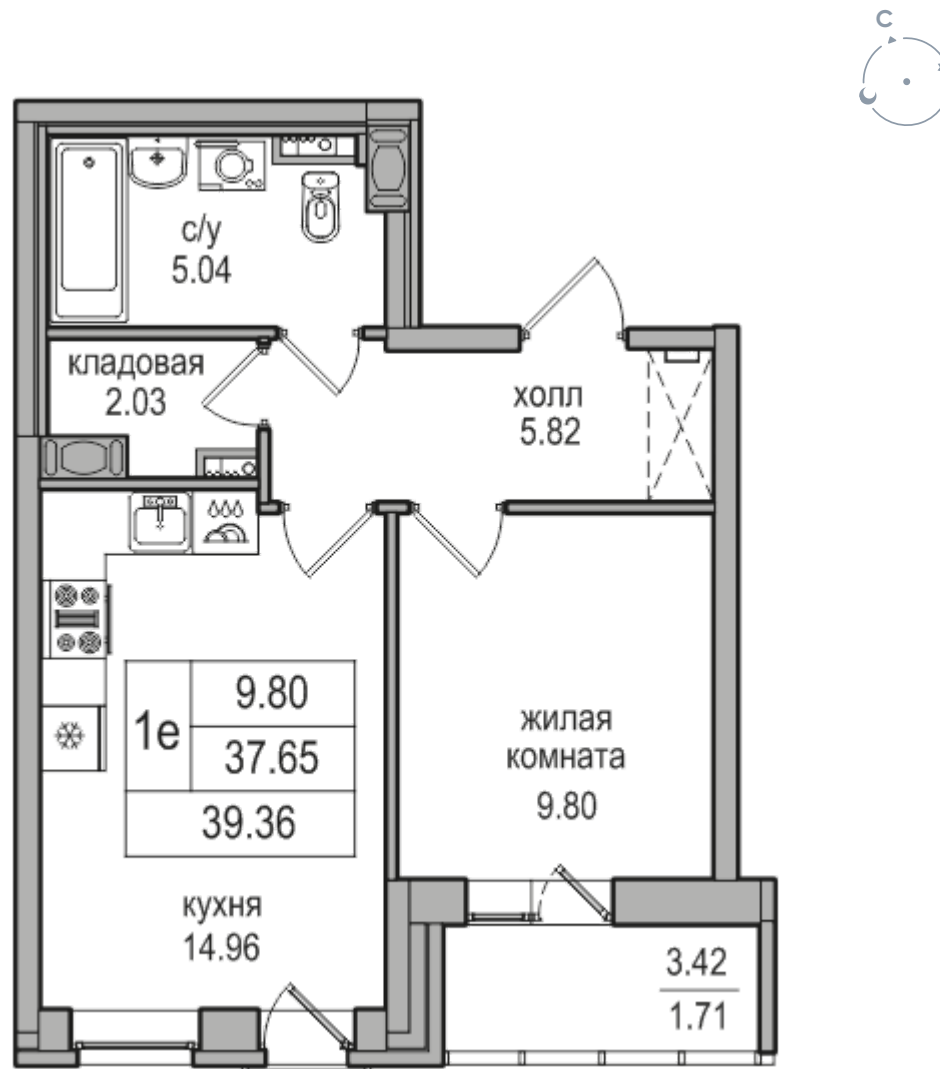 С
с/у
5.04
кладовая
2.03
холл
5.82
1е
9.80
37.65
39.36
жилая
комната
9.80
кухня
14.96
3.42
1.71